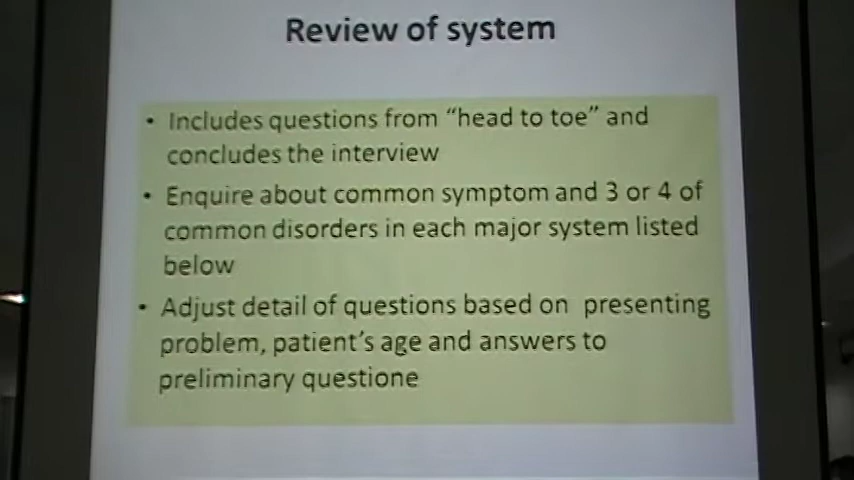 Review of system
• Includes questions from “head to toe” and
concludes the interview
• Enquire about common symptom and 3 or 4 of
common disorders in each major system listed
below
• Adjust detail of questions based on presenting
problem, patient’s age and answers to
preliminary questione